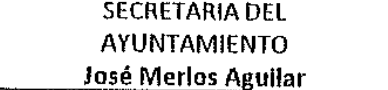 SECRETARIA DEL
AYUNTAMIENTO
José Merlos Aguilar